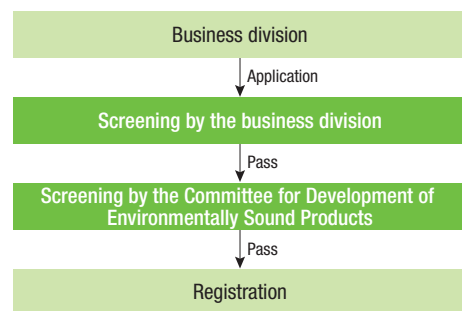 Business division
Application
Screening by the business division
Pass
Screening by the Committee for Development of
Environmentally Sound Products
Pass
Registration